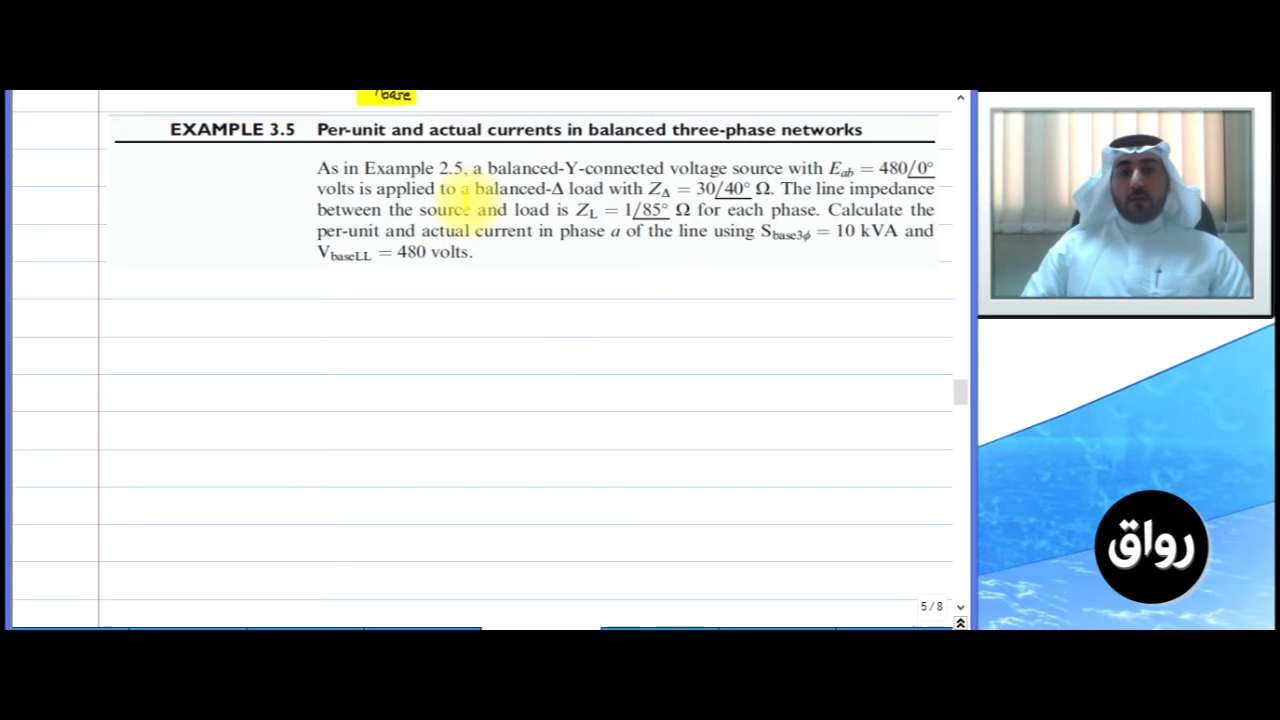 base
EXAMPLE 3.5 Per-unit and actual currents in balanced three-phase networks
As in Example 2.5, a balanced-Y-connected voltage source with E_ab = 480/0°
volts is applied to a balanced-Δ load with Z_Δ = 30/40° Ω. The line impedance
between the source and load is Z_L = 1/85° Ω for each phase. Calculate the
per-unit and actual current in phase a of the line using S_base3ϕ = 10 kVA and
V_baseLL = 480 volts.
رواق
5/8